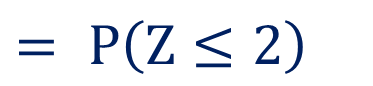 = P(Z ≤ 2)